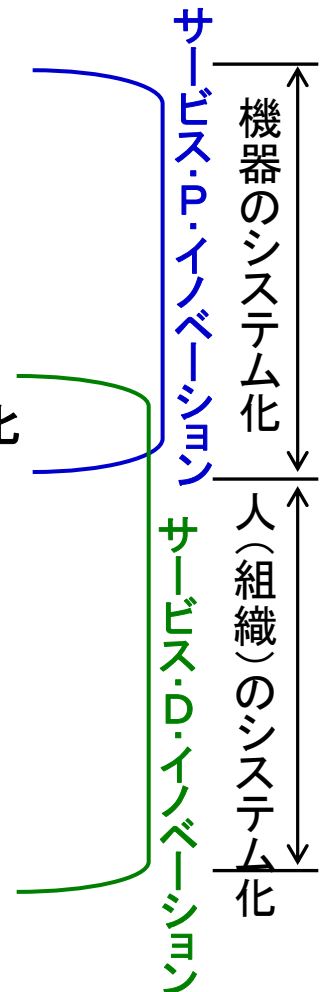 サービス・P・イノベーション
機器のシステム化
化
サービス・D・イノベーション
人（組織）のシステム化